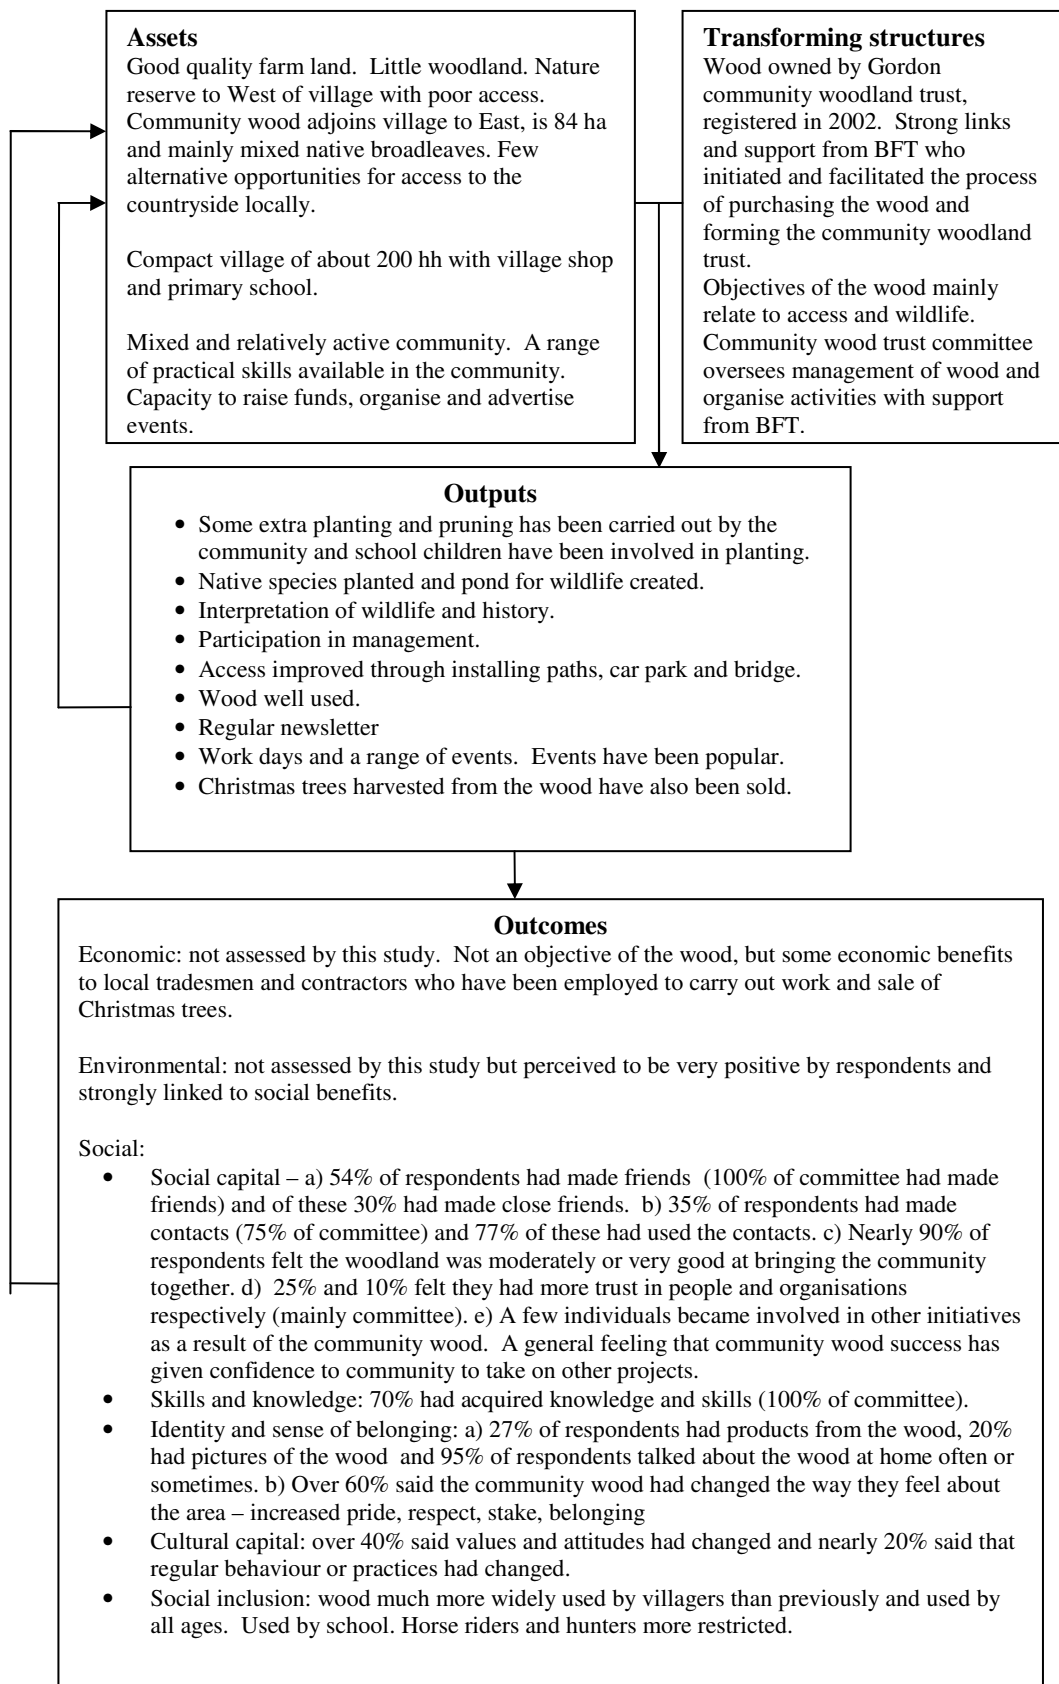 Assets
Good quality farm land.  Little woodland. Nature
reserve to West of village with poor access.
Community wood adjoins village to East, is 84 ha
and mainly mixed native broadleaves. Few
alternative opportunities for access to the
countryside locally.
Compact village of about 200 hh with village shop
and primary school.
Mixed and relatively active community.  A range
of practical skills available in the community.
Capacity to raise funds, organise and advertise
events.
Transforming structures
Wood owned by Gordon
community woodland trust,
registered in 2002.  Strong links
and support from BFT who
initiated and facilitated the process
of purchasing the wood and
forming the community woodland
trust.
Objectives of the wood mainly
relate to access and wildlife.
Community wood trust committee
oversees management of wood and
organise activities with support
from BFT.
Outputs
• Some extra planting and pruning has been carried out by the
community and school children have been involved in planting.
• Native species planted and pond for wildlife created.
• Interpretation of wildlife and history.
• Participation in management.
• Access improved through installing paths, car park and bridge.
• Wood well used.
• Regular newsletter
• Work days and a range of events.  Events have been popular.
• Christmas trees harvested from the wood have also been sold.
Outcomes
Economic: not assessed by this study.  Not an objective of the wood, but some economic benefits
to local tradesmen and contractors who have been employed to carry out work and sale of
Christmas trees.
Environmental: not assessed by this study but perceived to be very positive by respondents and
strongly linked to social benefits.
Social:
• Social capital – a) 54% of respondents had made friends  (100% of committee had made
friends) and of these 30% had made close friends.  b) 35% of respondents had made
contacts (75% of committee) and 77% of these had used the contacts. c) Nearly 90% of
respondents felt the woodland was moderately or very good at bringing the community
together. d)  25% and 10% felt they had more trust in people and organisations
respectively (mainly committee). e) A few individuals became involved in other initiatives
as a result of the community wood.  A general feeling that community wood success has
given confidence to community to take on other projects.
• Skills and knowledge: 70% had acquired knowledge and skills (100% of committee).
• Identity and sense of belonging: a) 27% of respondents had products from the wood, 20%
had pictures of the wood  and 95% of respondents talked about the wood at home often or
sometimes. b) Over 60% said the community wood had changed the way they feel about
the area – increased pride, respect, stake, belonging
• Cultural capital: over 40% said values and attitudes had changed and nearly 20% said that
regular behaviour or practices had changed.
• Social inclusion: wood much more widely used by villagers than previously and used by
all ages.  Used by school. Horse riders and hunters more restricted.